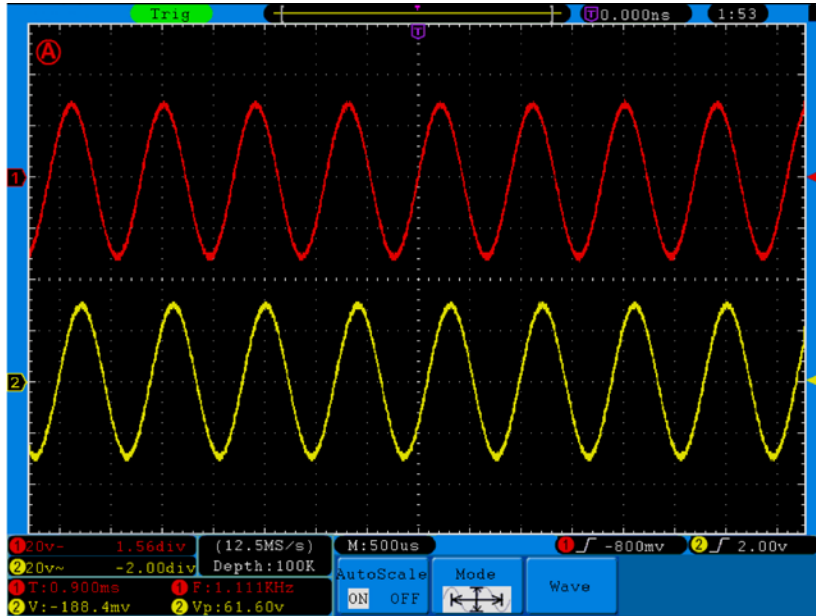 Trig T 0.000ns 1:53
T
A
1
2
1 20v- 1.56div (12.5MS/s) M:500us 1 -800mv 2 2.00v
2 20v~ -2.00div Depth:100K
1 T:0.900ms 1 F:1.111KHz
2 V:-188.4mv 2 Vp:61.60v
AutoScale Mode Wave
ON OFF